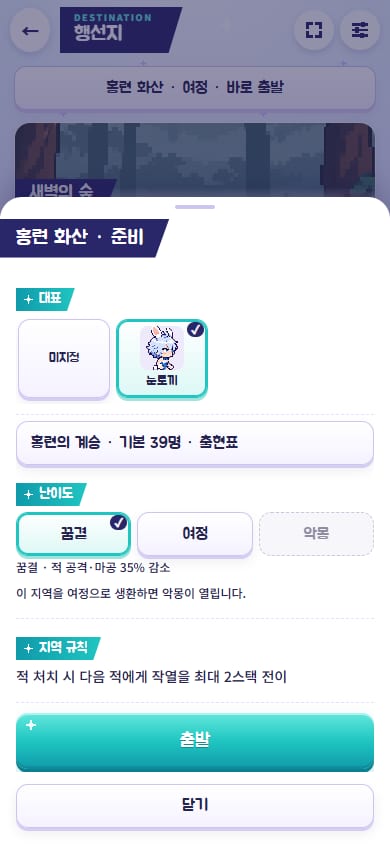 DESTINATION
행선지
홍련 화산 · 여정 · 바로 출발
새벽의 숲
홍련 화산 · 준비
대표
미지정
눈토끼
홍련의 계승 · 기본 39명 · 출현표
난이도
꿈결
여정
악몽
꿈결 · 적 공격·마공 35% 감소
이 지역을 여정으로 생환하면 악몽이 열립니다.
지역 규칙
적 처치 시 다음 적에게 작열을 최대 2스택 전이
출발
닫기